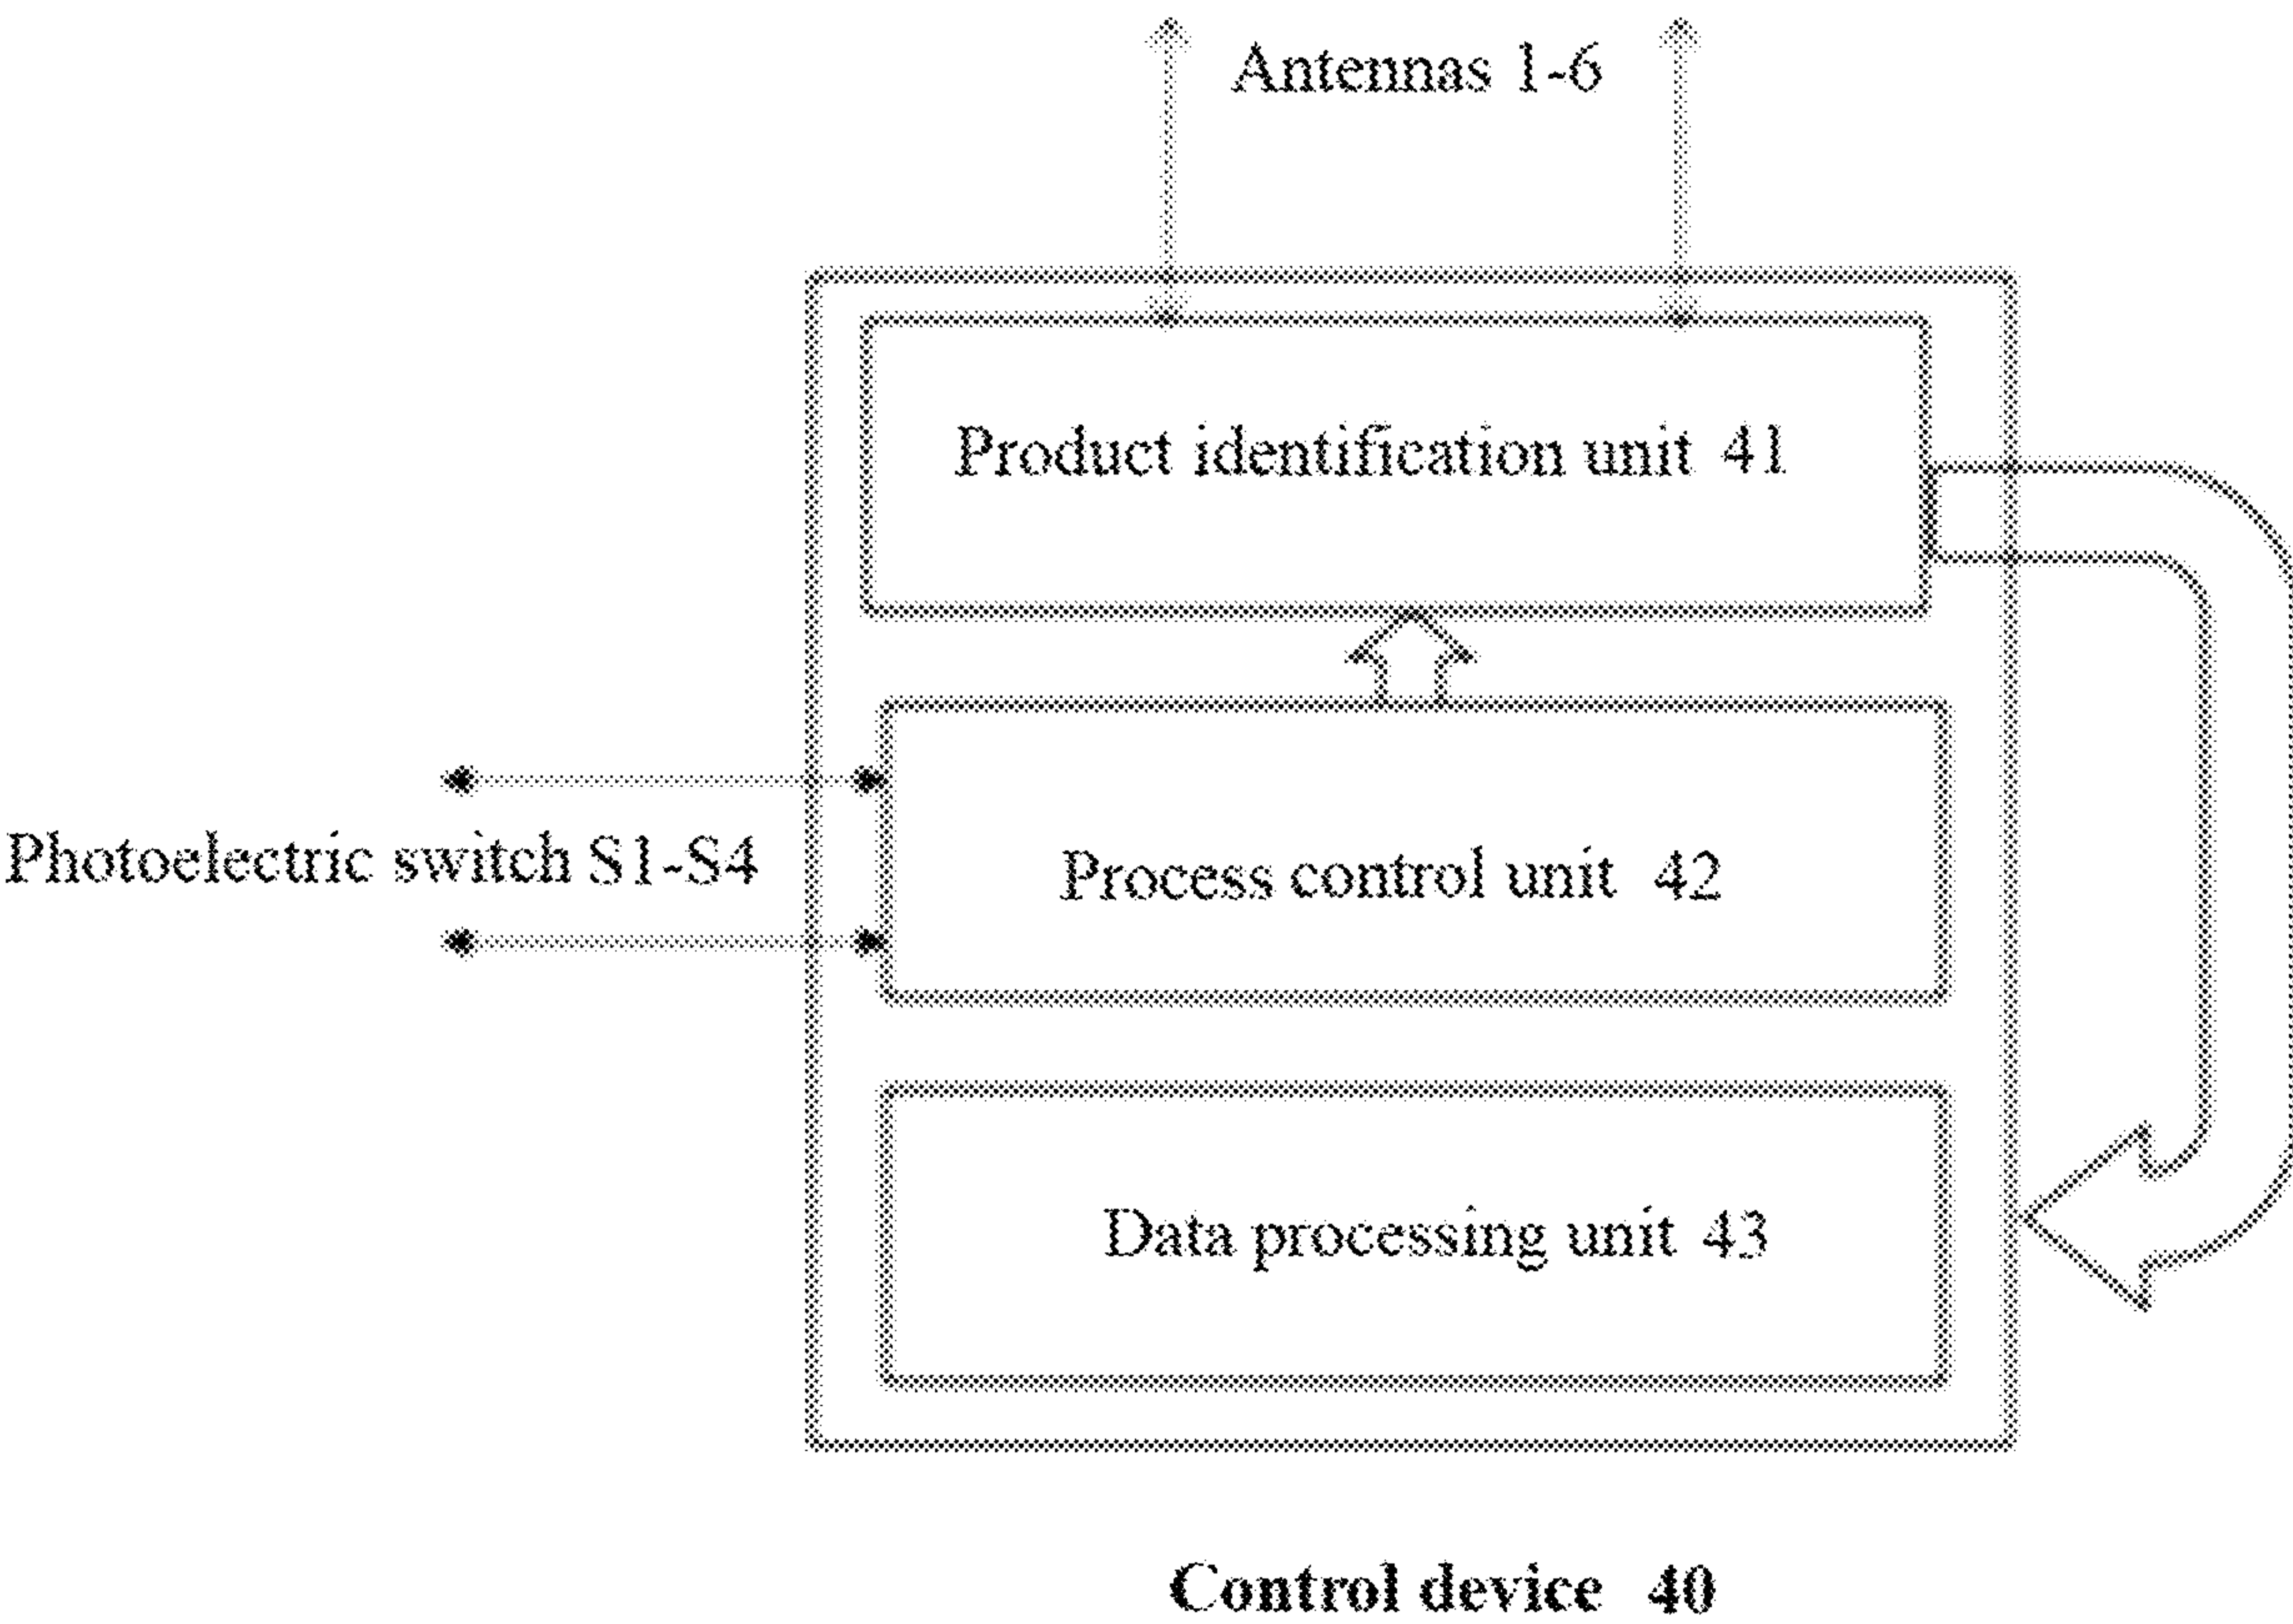 Antennas 1-6
Product identification unit 41
Photoelectric switch S1-S4
Process control unit 42
Data processing unit 43
Control device 40